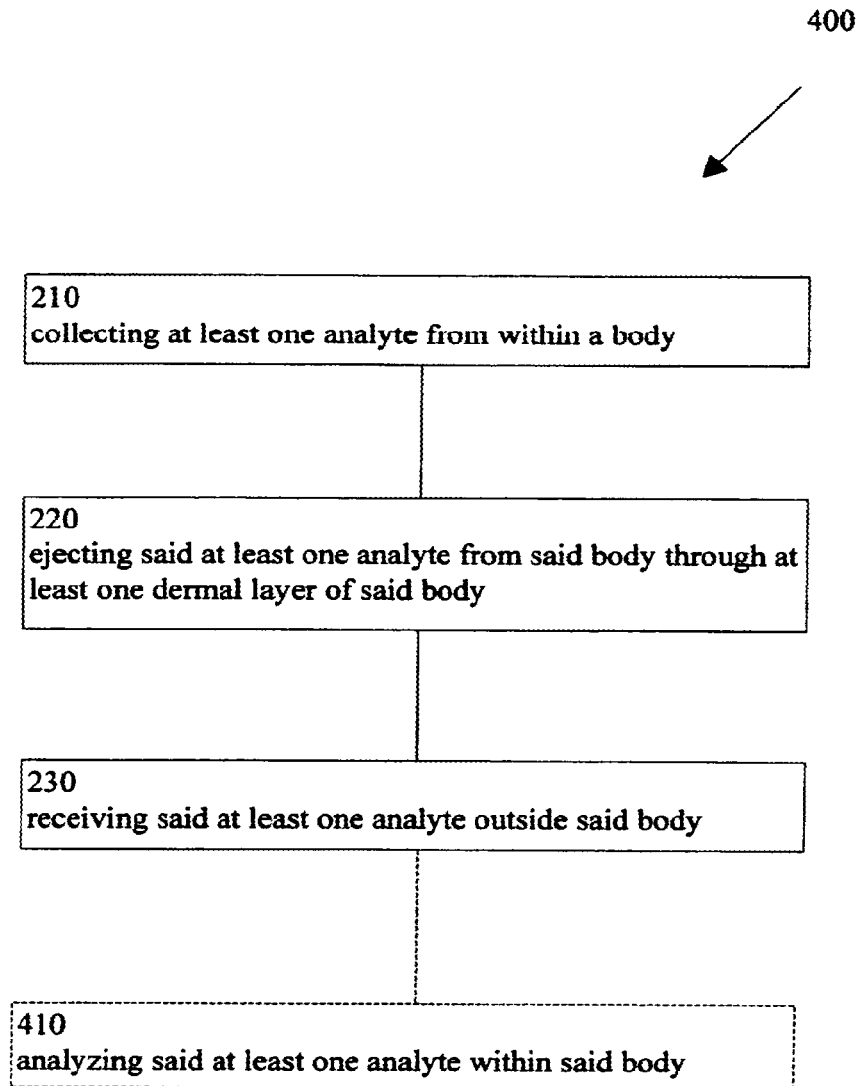 400
210
collecting at least one analyte from within a body
220
ejecting said at least one analyte from said body through at
least one dermal layer of said body
230
receiving said at least one analyte outside said body
410
analyzing said at least one analyte within said body